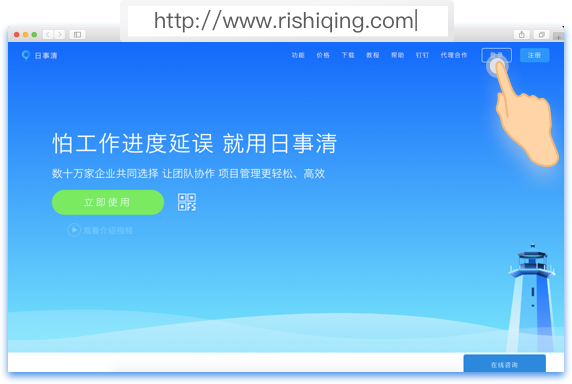 http://www.rishiqing.com
日事清
功能 价格 下载 教程 帮助 钉钉 代理合作 登录 注册
怕工作进度延误 就用日事清
数十万家企业共同选择 让团队协作 项目管理更轻松、高效
立即使用
观看介绍视频
在线咨询